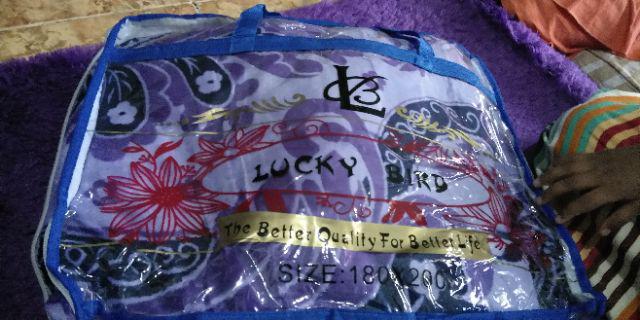 LB
LUCKY BIRD
The Better Quality For Better Life
SIZE:180X200